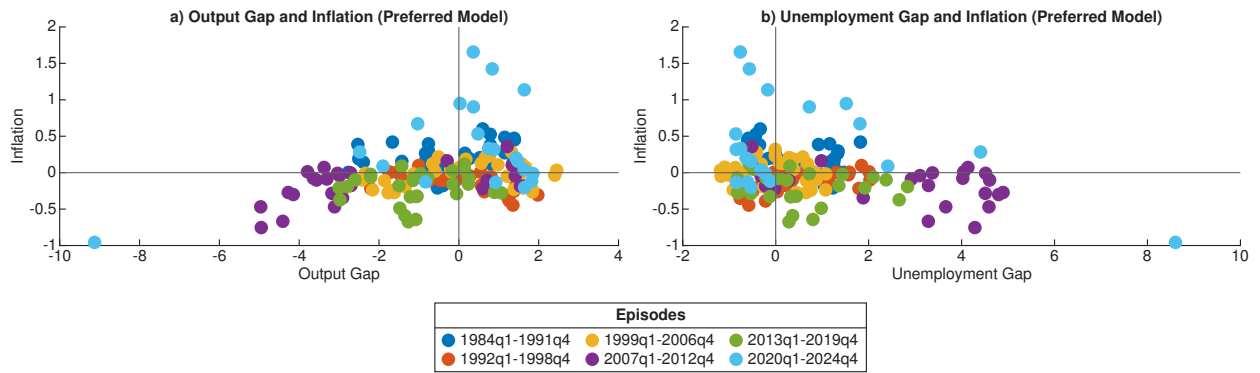 a) Output Gap and Inflation (Preferred Model)
2
1.5
1
0.5
0
-0.5
-1
Inflation
-10 -8 -6 -4 -2 0 2 4
Output Gap
b) Unemployment Gap and Inflation (Preferred Model)
2
1.5
1
0.5
0
-0.5
-1
Inflation
-2 0 2 4 6 8 10
Unemployment Gap
Episodes
1984q1-1991q4 1999q1-2006q4 2013q1-2019q4
1992q1-1998q4 2007q1-2012q4 2020q1-2024q4